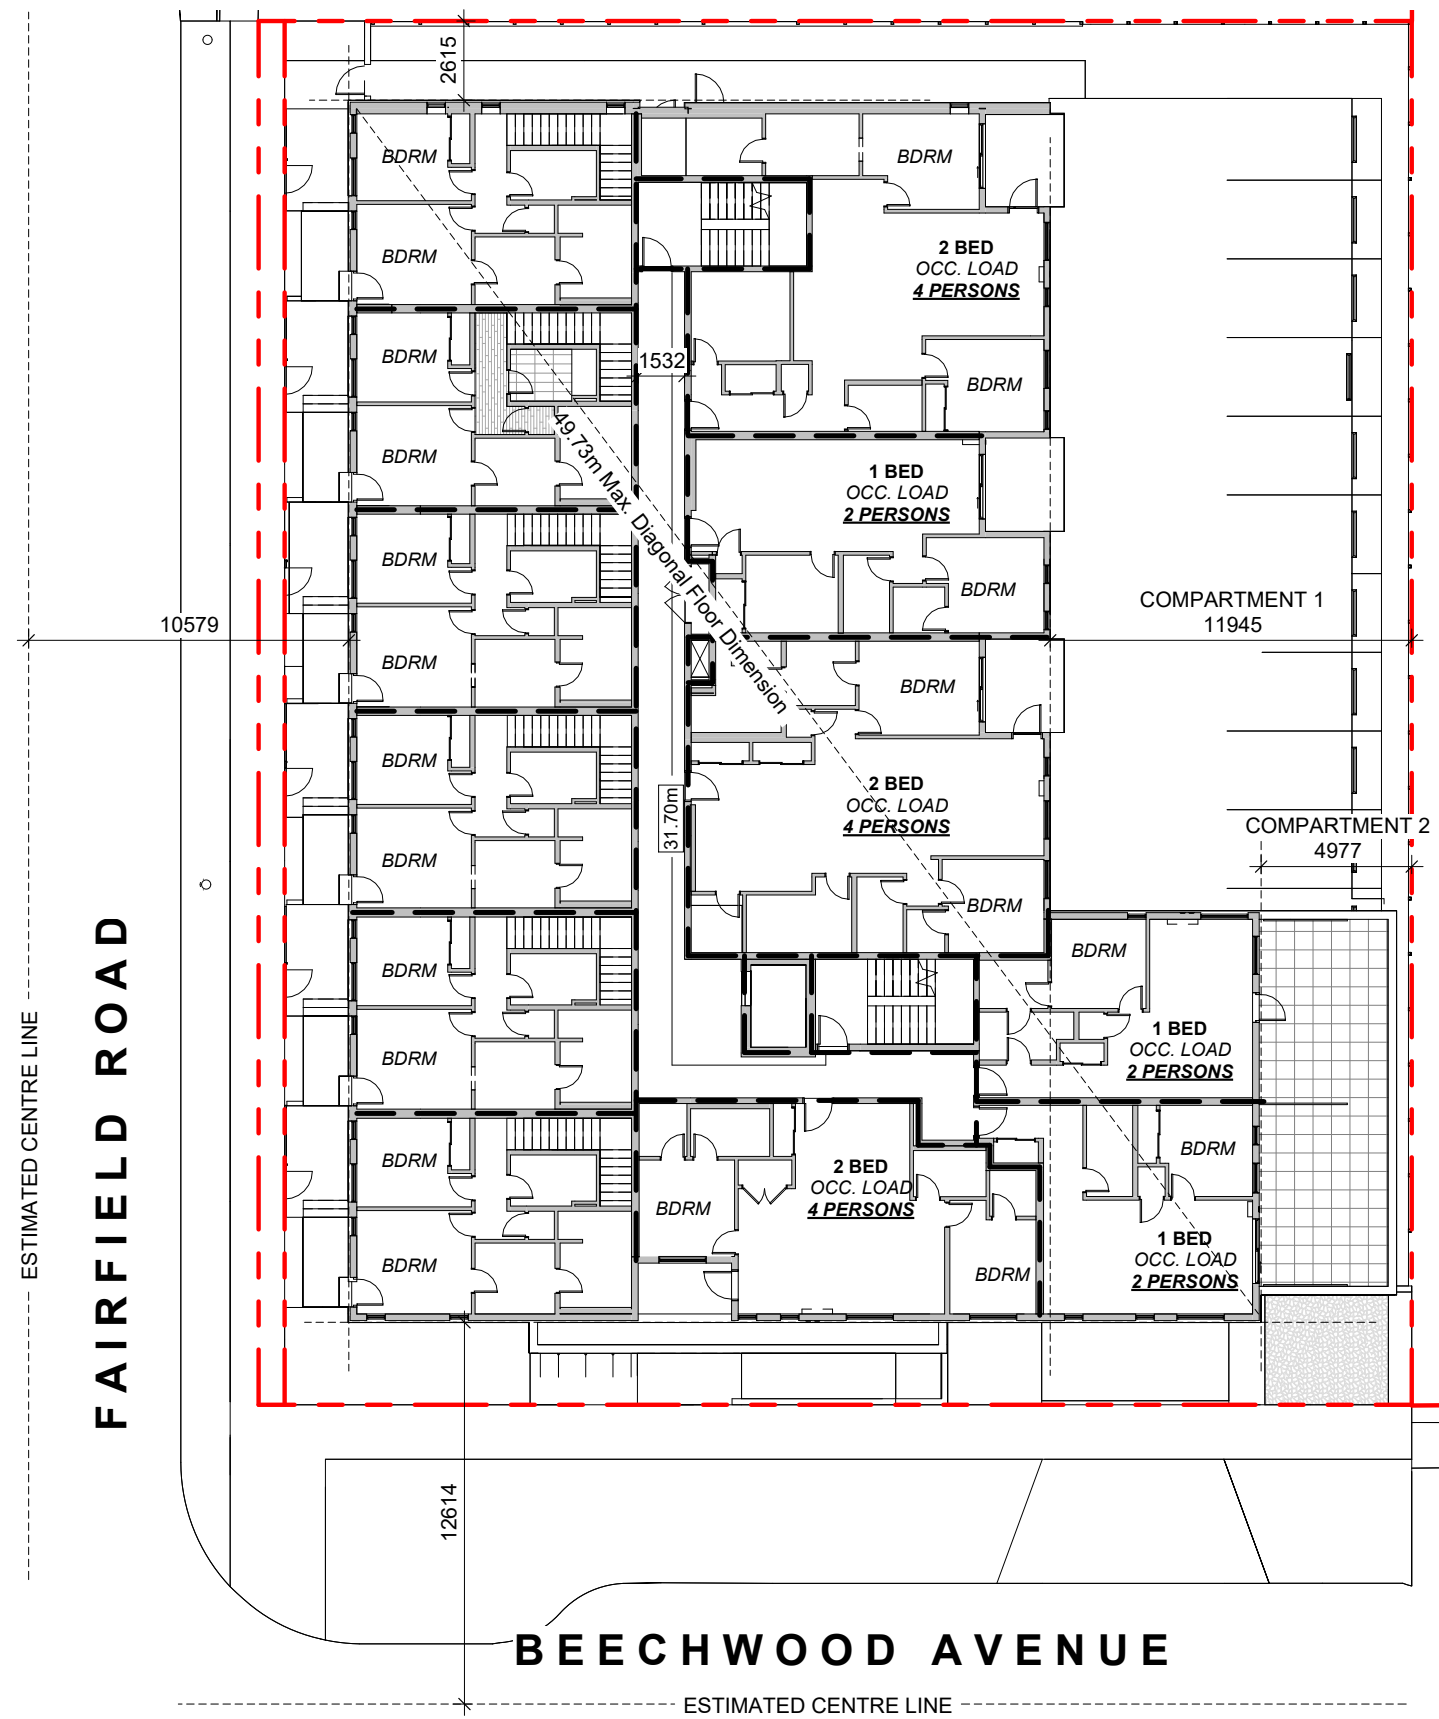 2615
BDRM
BDRM
BDRM
2 BED
OCC. LOAD
4 PERSONS
BDRM
1532
BDRM
BDRM
49.73m Max. Diagonal Floor Dimension
1 BED
OCC. LOAD
2 PERSONS
BDRM
BDRM
BDRM
COMPARTMENT 1
11945
10579
BDRM
BDRM
BDRM
2 BED
OCC. LOAD
4 PERSONS
31.70m
COMPARTMENT 2
4977
BDRM
BDRM
BDRM
BDRM
1 BED
OCC. LOAD
2 PERSONS
BDRM
BDRM
BDRM
2 BED
OCC. LOAD
4 PERSONS
BDRM
1 BED
OCC. LOAD
2 PERSONS
BDRM
BDRM
FAIRFIELD ROAD
ESTIMATED CENTRE LINE
12614
BEECHWOOD AVENUE
ESTIMATED CENTRE LINE